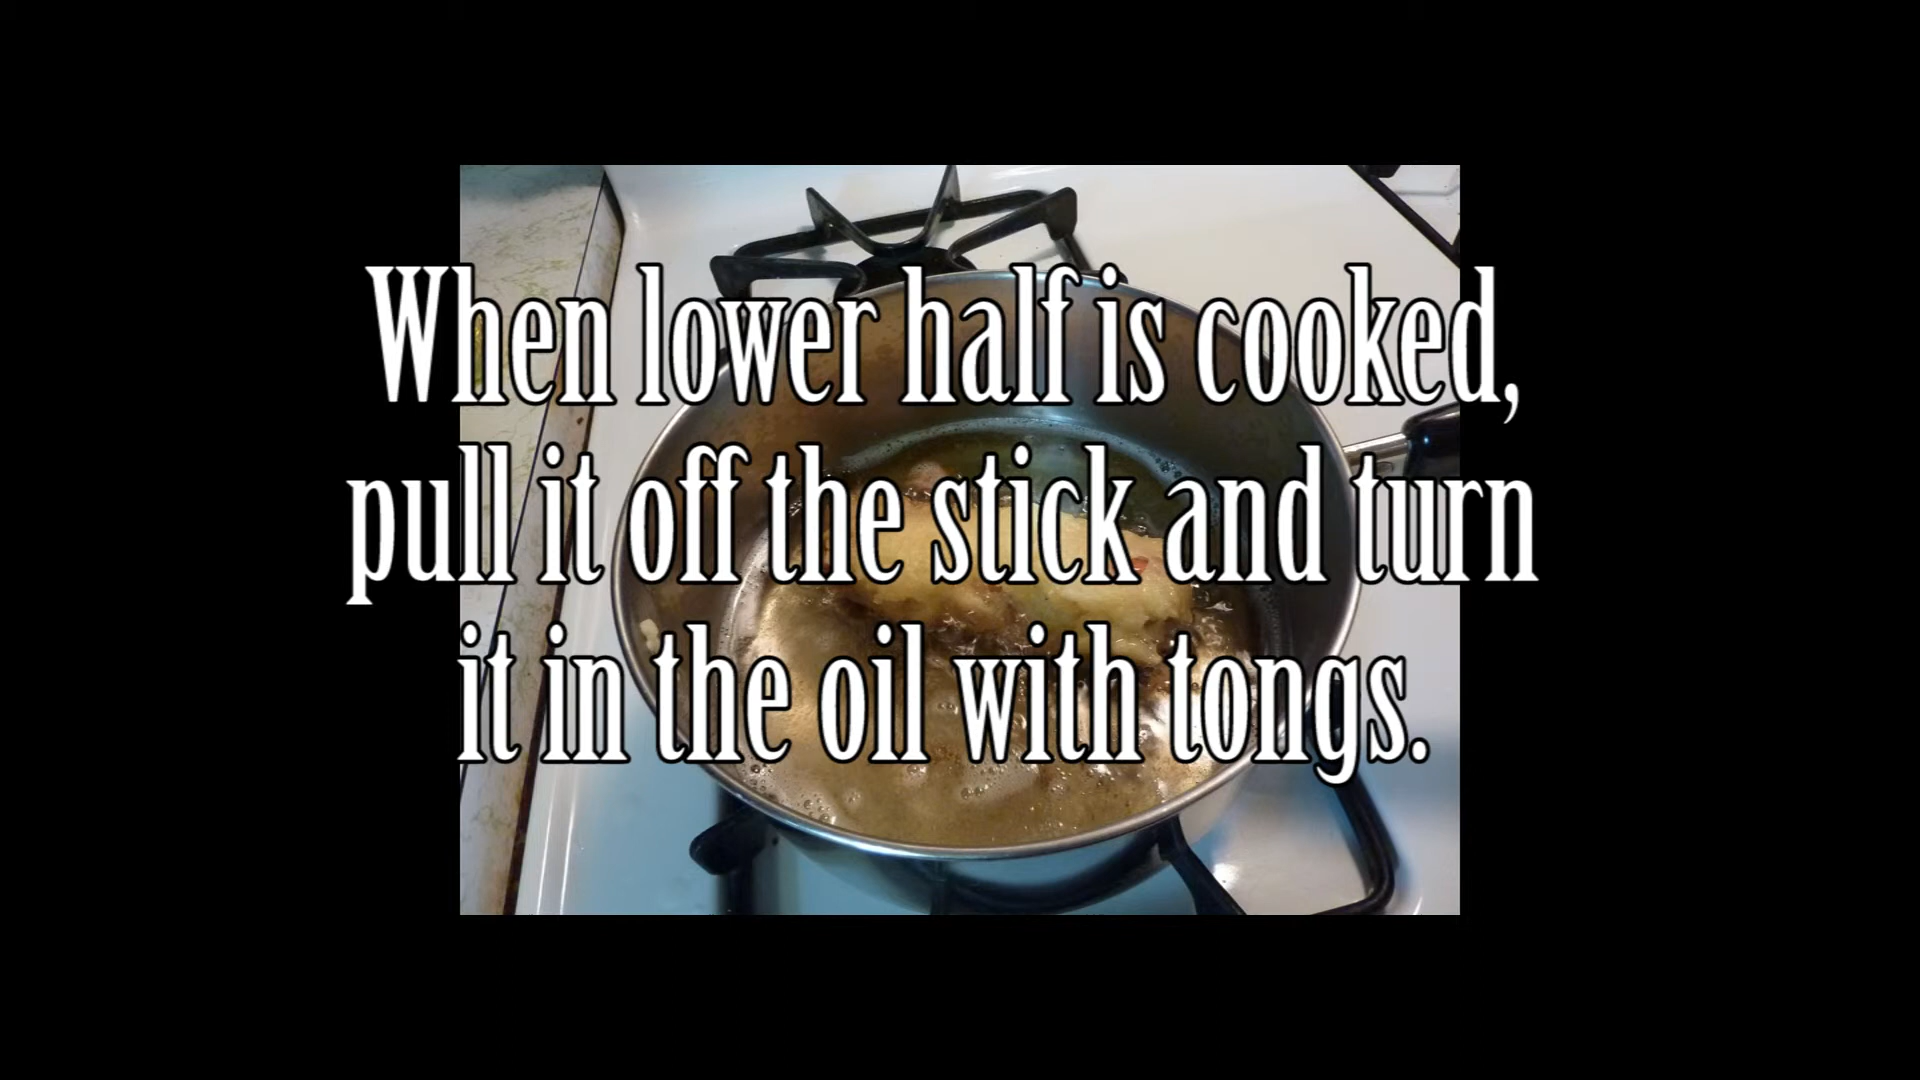 When lower half is cooked,
pull it off the stick and turn
it in the oil with tongs.